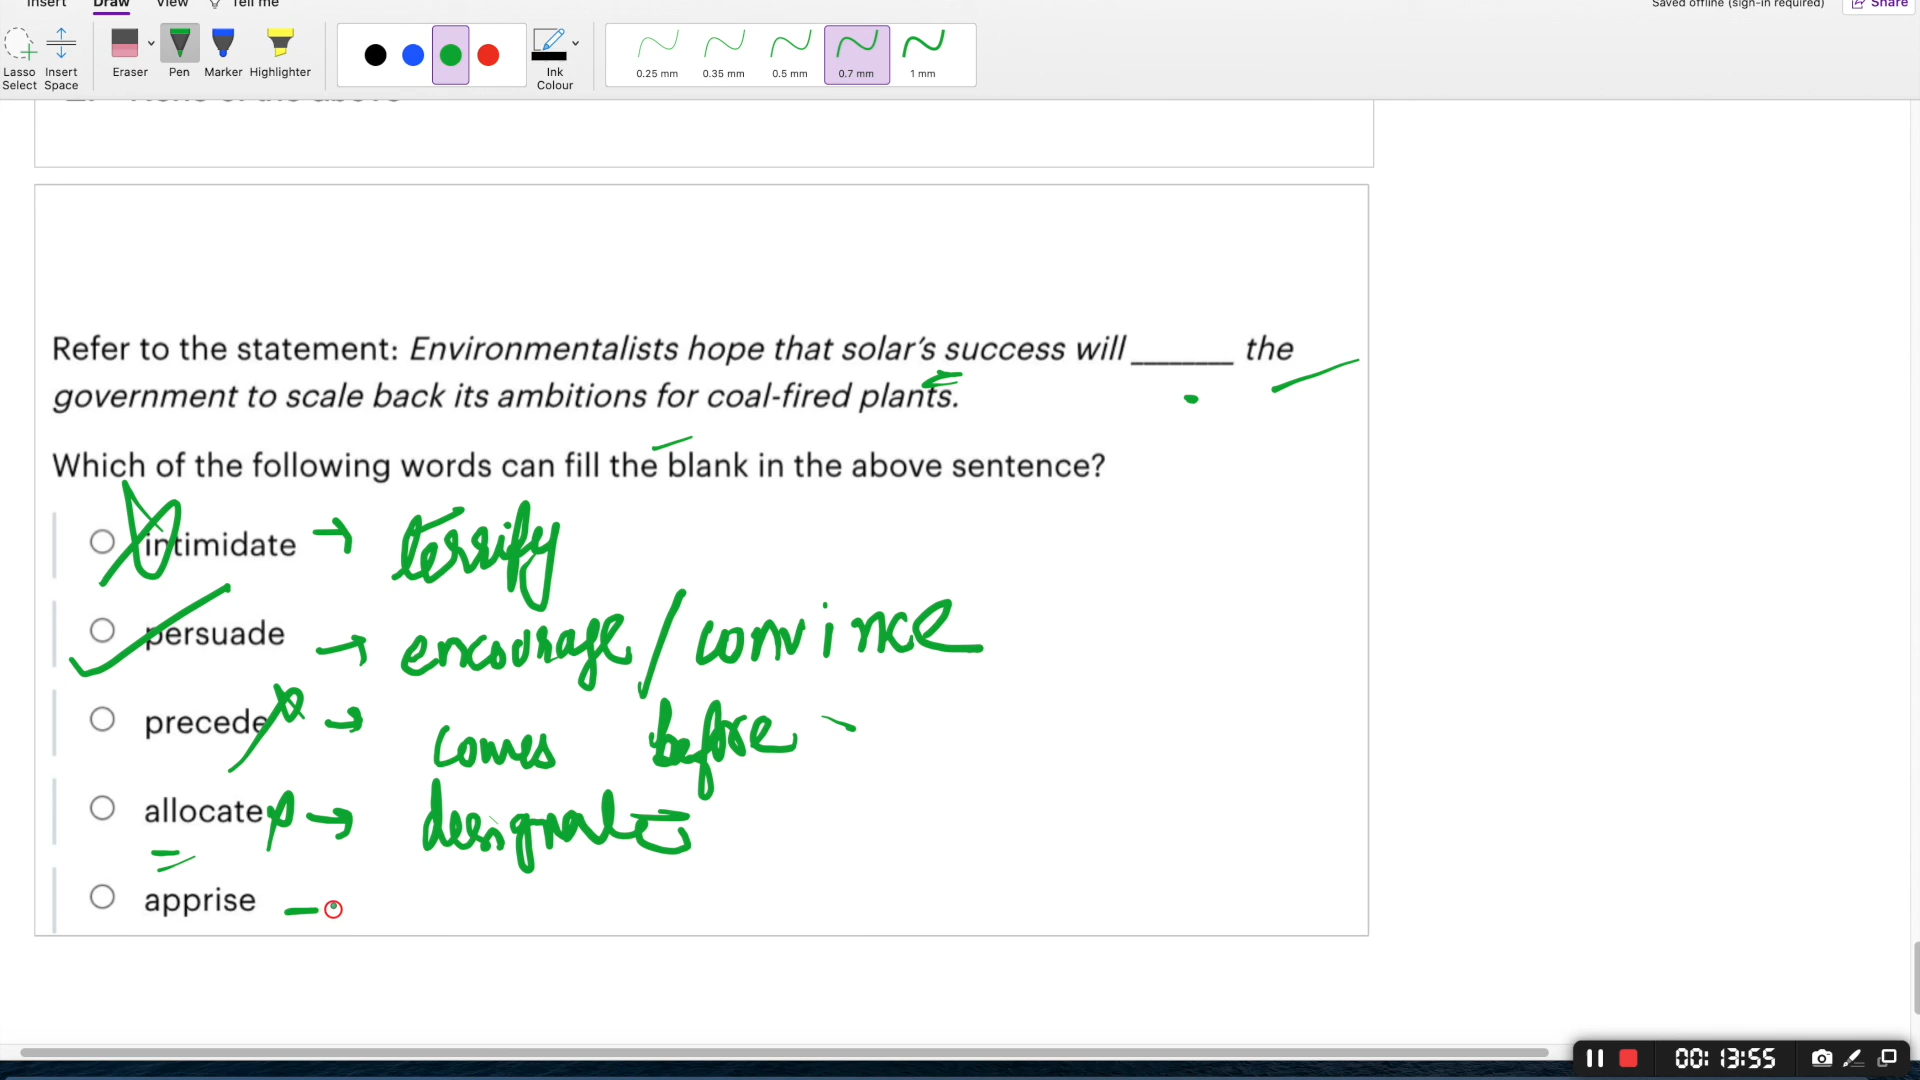 Insert Draw View Tell me Saved offline (sign-in required) Share
Lasso Select Insert Space Eraser Pen Marker Highlighter Ink Colour 0.25 mm 0.35 mm 0.5 mm 0.7 mm 1 mm
Refer to the statement: Environmentalists hope that solar's success will ________ the
government to scale back its ambitions for coal-fired plants.
Which of the following words can fill the blank in the above sentence?
intimidate → terrify
persuade → encourage / convince
precede → comes before
allocate → designate
apprise
00:13:55